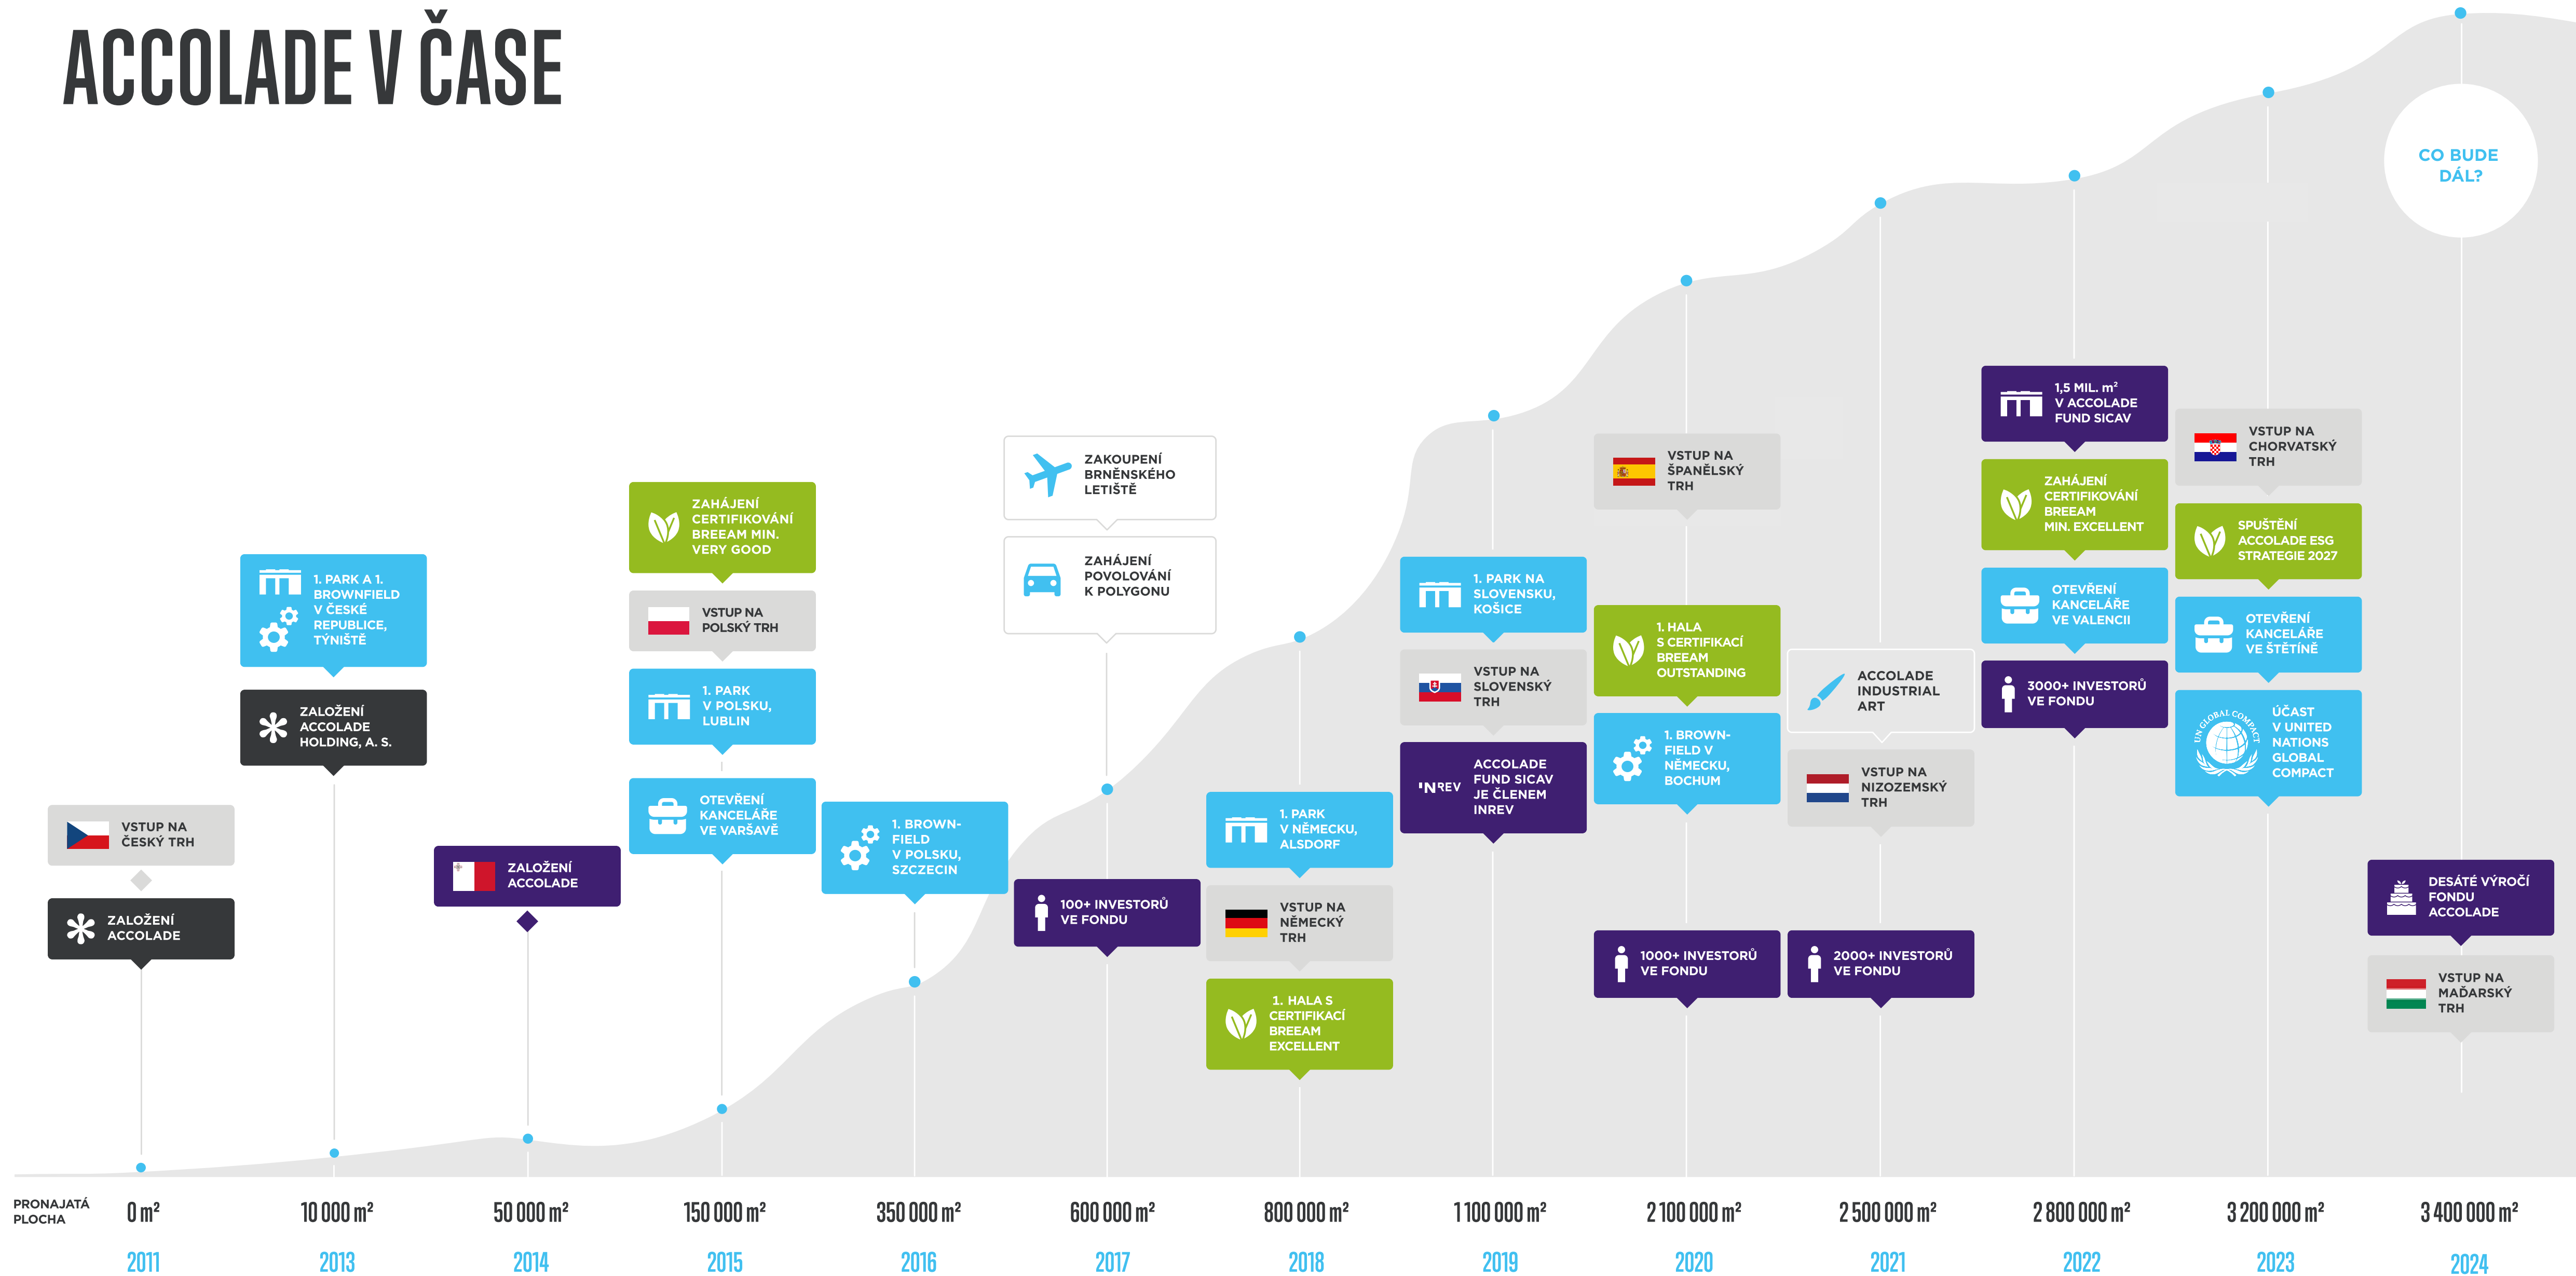 ACCOLADE V ČASE
CO BUDE
DÁL?
VSTUP NA
ČESKÝ TRH
ZALOŽENÍ
ACCOLADE
1. PARK A 1.
BROWNFIELD
V ČESKÉ
REPUBLICE,
TÝNIŠTĚ
ZALOŽENÍ
ACCOLADE
HOLDING, A. S.
ZALOŽENÍ
ACCOLADE
ZAHÁJENÍ
CERTIFIKOVÁNÍ
BREEAM MIN.
VERY GOOD
VSTUP NA
POLSKÝ TRH
1. PARK
V POLSKU,
LUBLIN
OTEVŘENÍ
KANCELÁŘE
VE VARŠAVĚ
1. BROWN-
FIELD
V POLSKU,
SZCZECIN
ZAKOUPENÍ
BRNĚNSKÉHO
LETIŠTĚ
ZAHÁJENÍ
POVOLOVÁNÍ
K POLYGONU
100+ INVESTORŮ
VE FONDU
1. PARK
V NĚMECKU,
ALSDORF
VSTUP NA
NĚMECKÝ
TRH
1. HALA S
CERTIFIKACÍ
BREEAM
EXCELLENT
1. PARK NA
SLOVENSKU,
KOŠICE
VSTUP NA
SLOVENSKÝ
TRH
INREV
ACCOLADE
FUND SICAV
JE ČLENEM
INREV
VSTUP NA
ŠPANĚLSKÝ
TRH
1. HALA
S CERTIFIKACÍ
BREEAM
OUTSTANDING
1. BROWN-
FIELD V
NĚMECKU,
BOCHUM
1000+ INVESTORŮ
VE FONDU
ACCOLADE
INDUSTRIAL
ART
VSTUP NA
NIZOZEMSKÝ
TRH
2000+ INVESTORŮ
VE FONDU
1,5 MIL. m²
V ACCOLADE
FUND SICAV
ZAHÁJENÍ
CERTIFIKOVÁNÍ
BREEAM
MIN. EXCELLENT
OTEVŘENÍ
KANCELÁŘE
VE VALENCII
3000+ INVESTORŮ
VE FONDU
VSTUP NA
CHORVATSKÝ
TRH
SPUŠTĚNÍ
ACCOLADE ESG
STRATEGIE 2027
OTEVŘENÍ
KANCELÁŘE
VE ŠTĚTÍNĚ
UN GLOBAL COMPACT
ÚČAST
V UNITED
NATIONS
GLOBAL
COMPACT
DESÁTÉ VÝROČÍ
FONDU
ACCOLADE
VSTUP NA
MAĎARSKÝ
TRH
PRONAJATÁ
PLOCHA
0 m² 10 000 m² 50 000 m² 150 000 m² 350 000 m² 600 000 m² 800 000 m² 1 100 000 m² 2 100 000 m² 2 500 000 m² 2 800 000 m² 3 200 000 m² 3 400 000 m²
2011 2013 2014 2015 2016 2017 2018 2019 2020 2021 2022 2023 2024